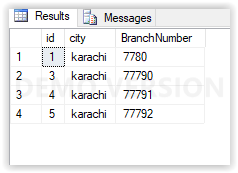 Results Messages
id city BranchNumber
1 1 karachi 7780
2 3 karachi 77790
3 4 karachi 77791
4 5 karachi 77792